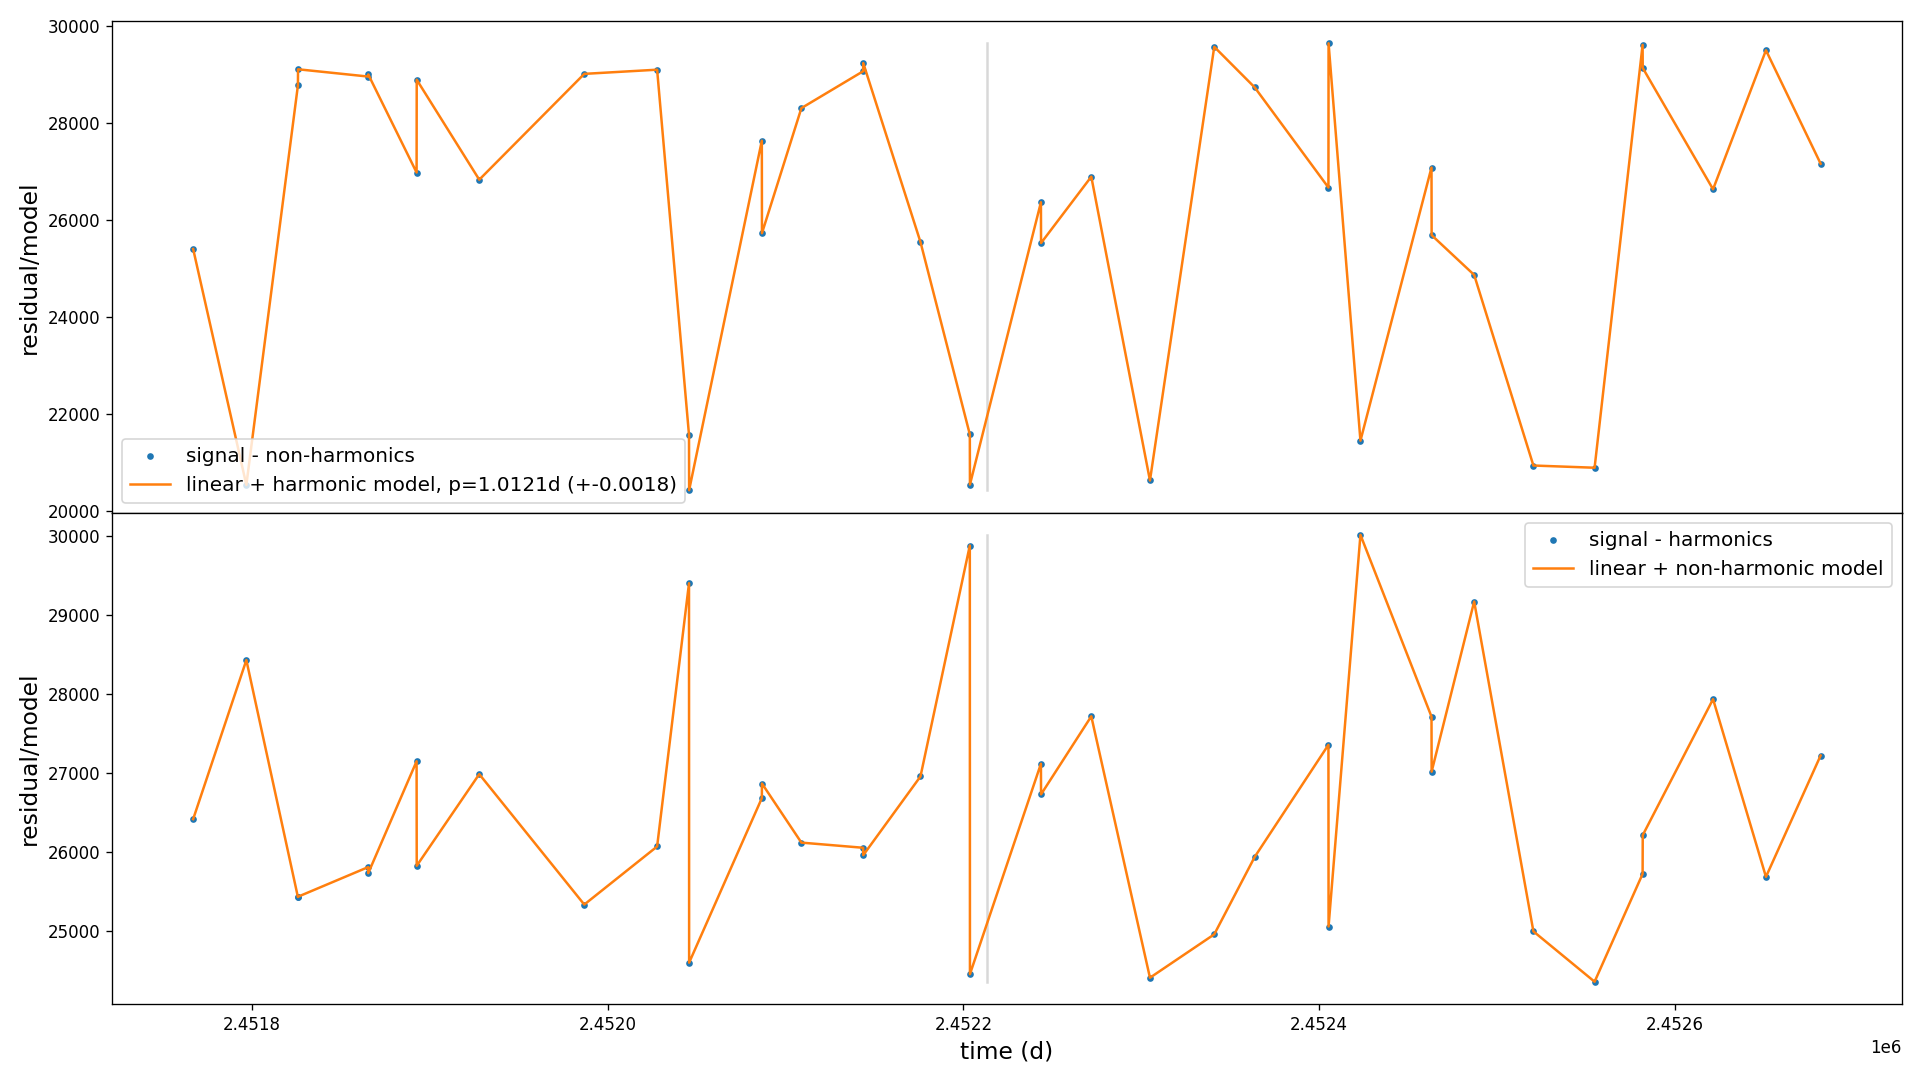 30000
28000
26000
24000
22000
20000
residual/model
signal - non-harmonics
linear + harmonic model, p=1.0121d (+-0.0018)
30000
29000
28000
27000
26000
25000
residual/model
signal - harmonics
linear + non-harmonic model
2.4518 2.4520 2.4522 2.4524 2.4526
time (d)
1e6